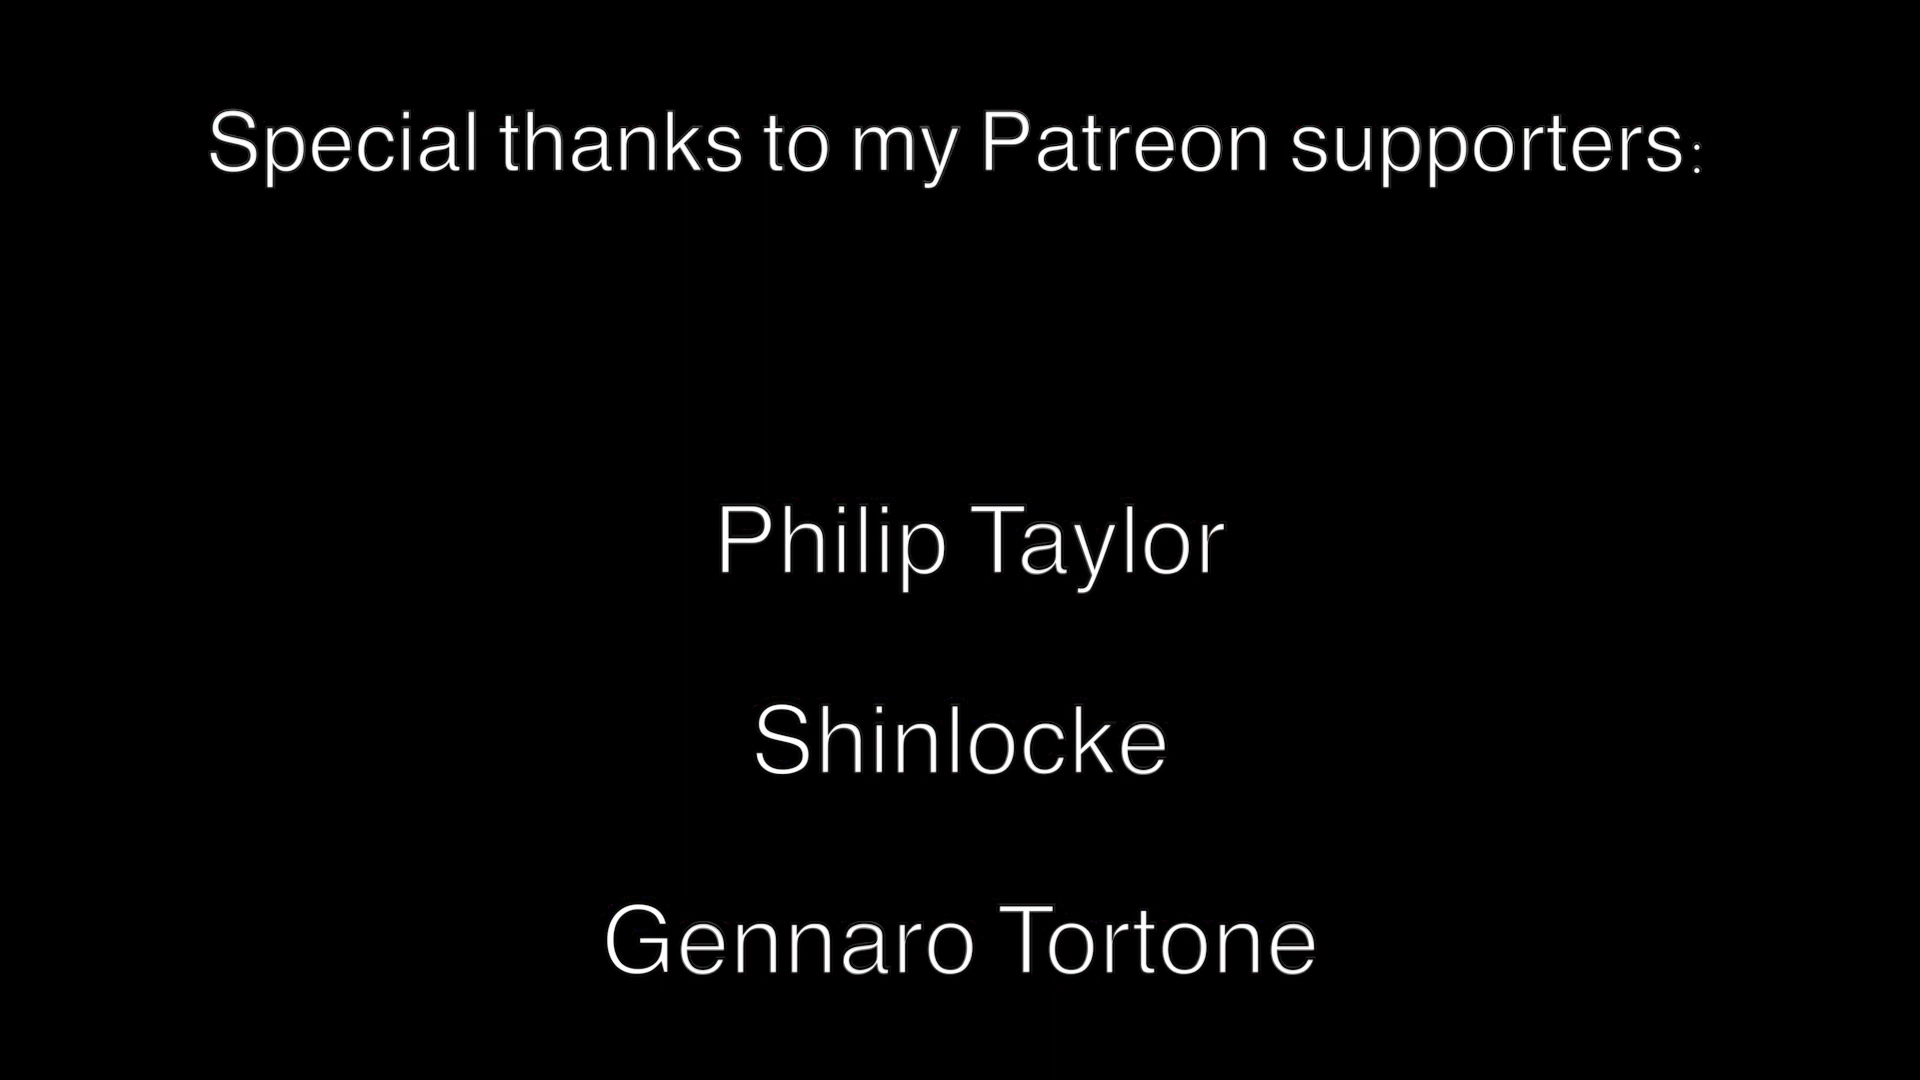 Special thanks to my Patreon supporters:
Philip Taylor
Shinlocke
Gennaro Tortone